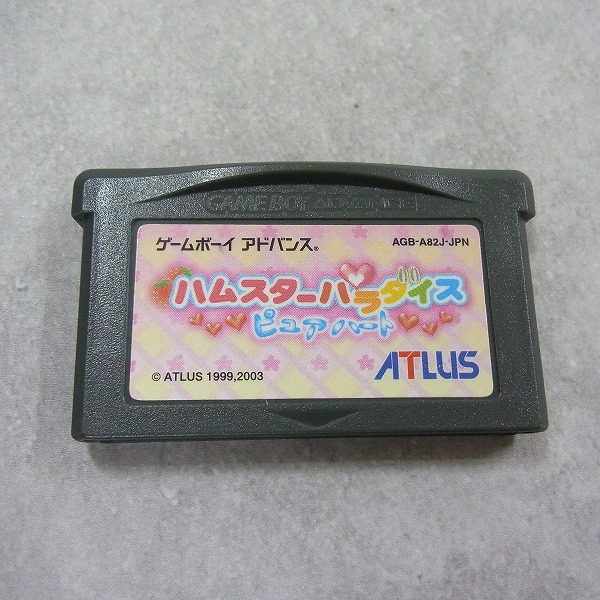 GAME BOY ADVANCE
ゲームボーイ アドバンス® AGB-A82J-JPN
ハムスターパラダイス
ピュアハート
© ATLUS 1999,2003 ATLUS